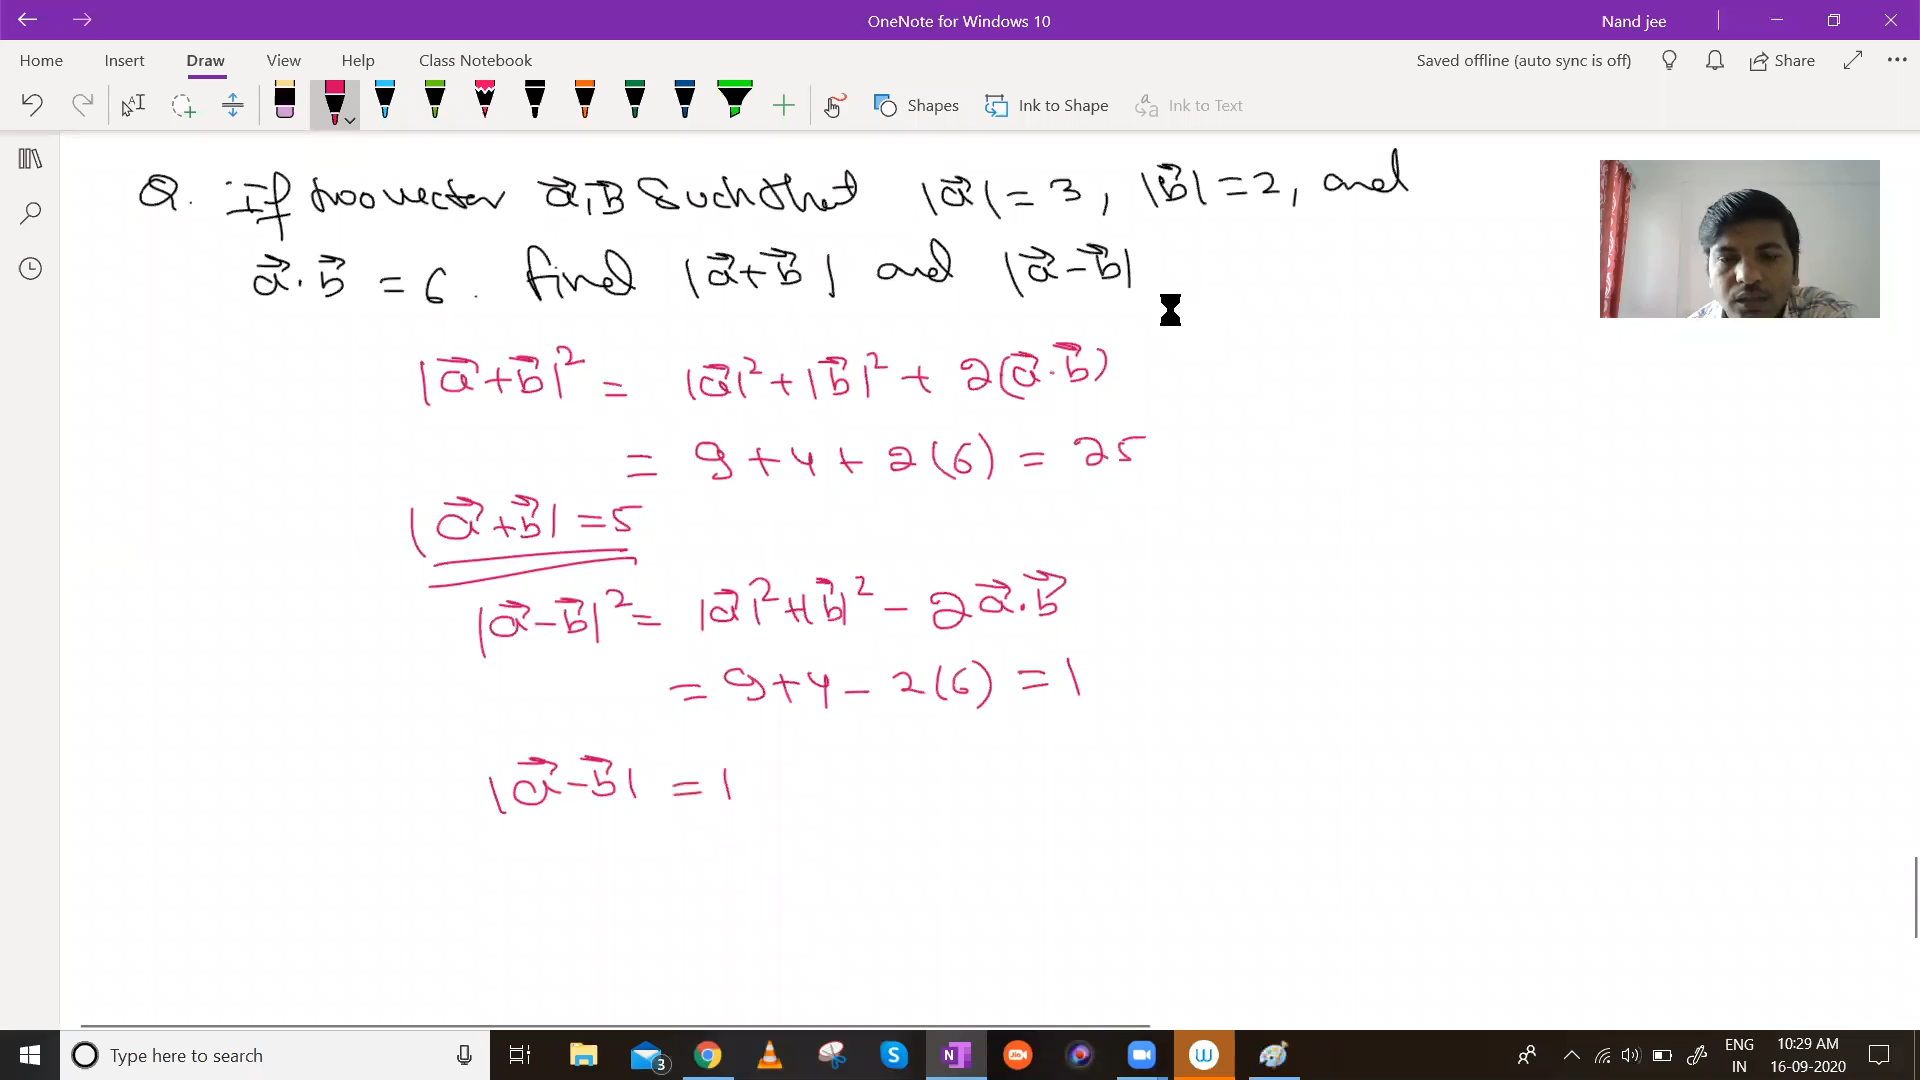 OneNote for Windows 10
Nand jee
Home Insert Draw View Help Class Notebook
Saved offline (auto sync is off) Share
Shapes Ink to Shape Ink to Text
Q. If two vector a⃗, b⃗ Such that |a⃗| = 3, |b⃗| = 2, and
a⃗·b⃗ = 6. find |a⃗+b⃗| and |a⃗-b⃗|
|a⃗+b⃗|² = |a⃗|² + |b⃗|² + 2(a⃗·b⃗)
= 9 + 4 + 2(6) = 25
|a⃗+b⃗| = 5
|a⃗-b⃗|² = |a⃗|² + |b⃗|² - 2a⃗·b⃗
= 9 + 4 - 2(6) = 1
|a⃗-b⃗| = 1
Type here to search
3
Jio
N
S
W
ENG
IN
10:29 AM
16-09-2020